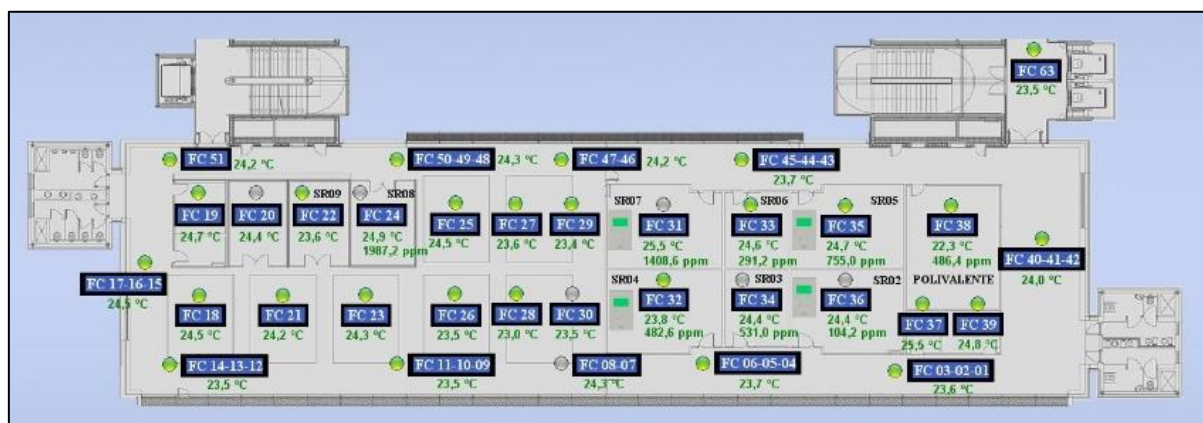 FC 63
23,5 °C
FC 51
24,2 °C
FC 50-49-48
24,3 °C
FC 47-46
24,2 °C
FC 45-44-43
23,7 °C
FC 19
24,7 °C
FC 20
24,4 °C
SR09
FC 22
23,6 °C
SR08
FC 24
24,9 °C
1987,2 ppm
FC 25
24,5 °C
FC 27
23,6 °C
FC 29
23,4 °C
SR07
FC 31
25,5 °C
1408,6 ppm
SR06
FC 33
24,6 °C
291,2 ppm
SR05
FC 35
24,7 °C
755,0 ppm
FC 38
22,3 °C
486,4 ppm
POLIVALENTE
FC 40-41-42
24,0 °C
FC 17-16-15
24,5 °C
FC 18
24,5 °C
FC 21
24,2 °C
FC 23
24,3 °C
FC 26
23,5 °C
FC 28
23,0 °C
FC 30
23,5 °C
SR04
FC 32
23,8 °C
482,6 ppm
SR03
FC 34
24,4 °C
531,0 ppm
SR02
FC 36
24,4 °C
104,2 ppm
FC 37
25,5 °C
FC 39
24,8 °C
FC 14-13-12
23,5 °C
FC 11-10-09
23,5 °C
FC 08-07
24,3 °C
FC 06-05-04
23,7 °C
FC 03-02-01
23,6 °C